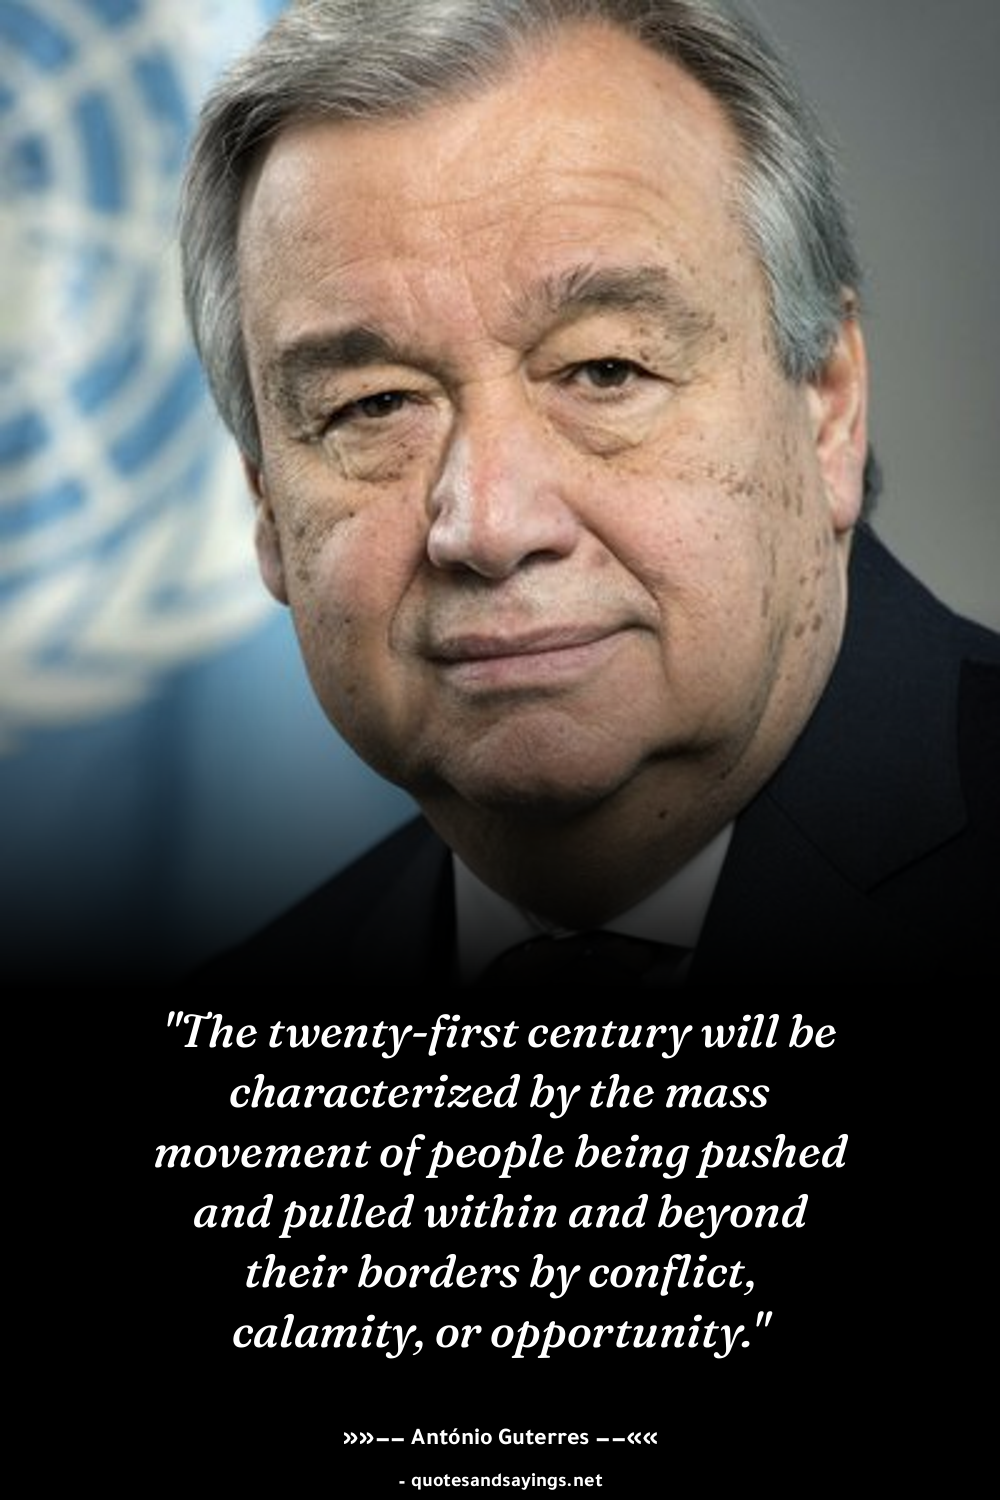 "The twenty-first century will be
characterized by the mass
movement of people being pushed
and pulled within and beyond
their borders by conflict,
calamity, or opportunity."
»»–– António Guterres ––««
- quotesandsayings.net